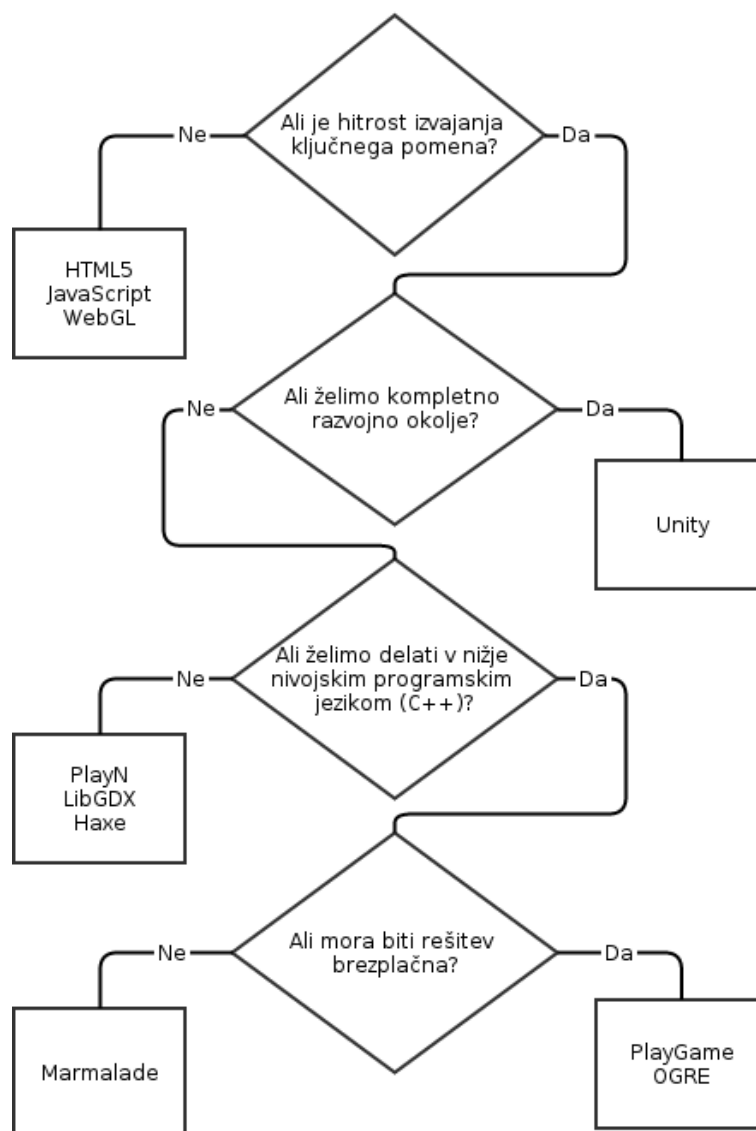 Ali je hitrost izvajanja
ključnega pomena?
Ne
Da
HTML5
JavaScript
WebGL
Ali želimo kompletno
razvojno okolje?
Ne
Da
Unity
Ali želimo delati v nižje
nivojskim programskim
jezikom (C++)?
Ne
Da
PlayN
LibGDX
Haxe
Ali mora biti rešitev
brezplačna?
Ne
Da
Marmalade
PlayGame
OGRE